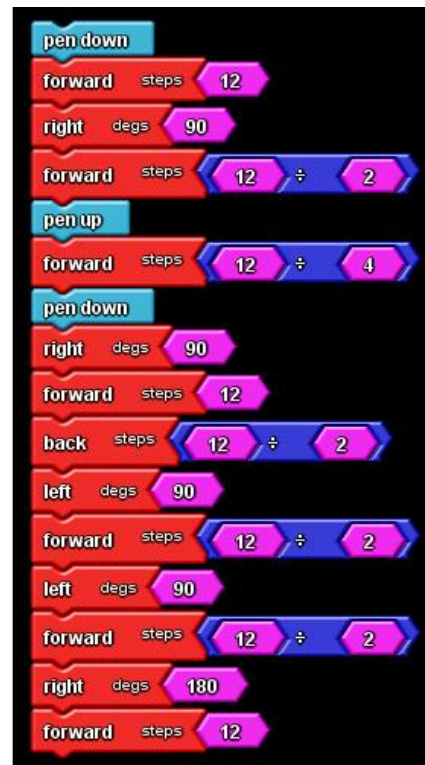 pen down
forward steps 12
right degs 90
forward steps 12 ÷ 2
pen up
forward steps 12 ÷ 4
pen down
right degs 90
forward steps 12
back steps 12 ÷ 2
left degs 90
forward steps 12 ÷ 2
left degs 90
forward steps 12 ÷ 2
right degs 180
forward steps 12